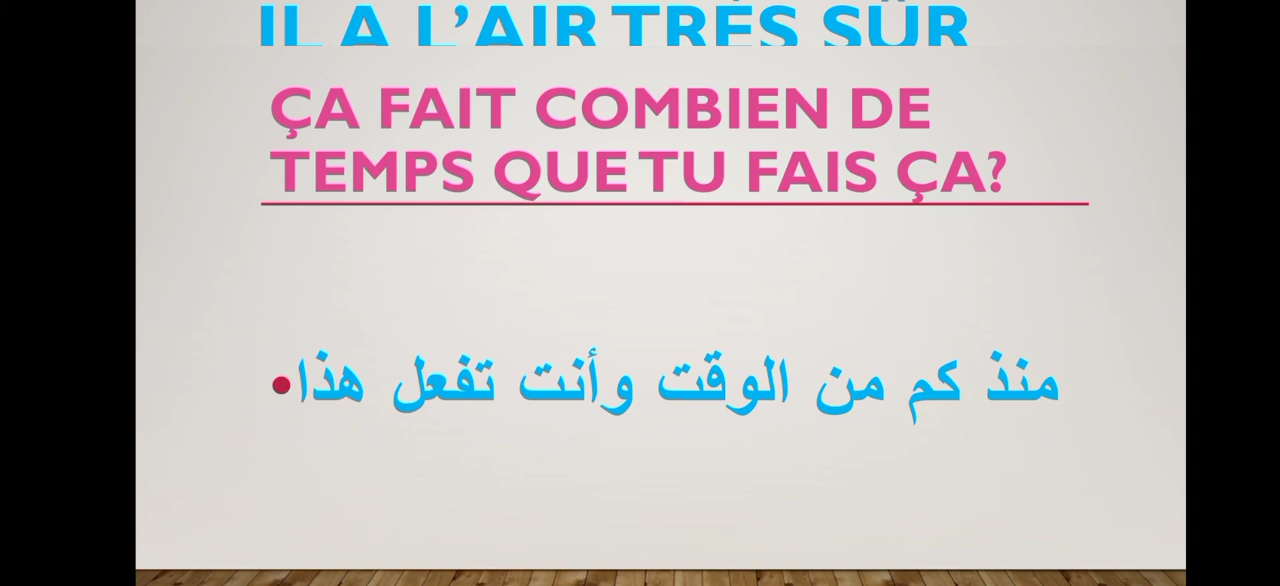 IL A L’AIR TRÈS SÛR
ÇA FAIT COMBIEN DE
TEMPS QUE TU FAIS ÇA?
منذ كم من الوقت وأنت تفعل هذا•